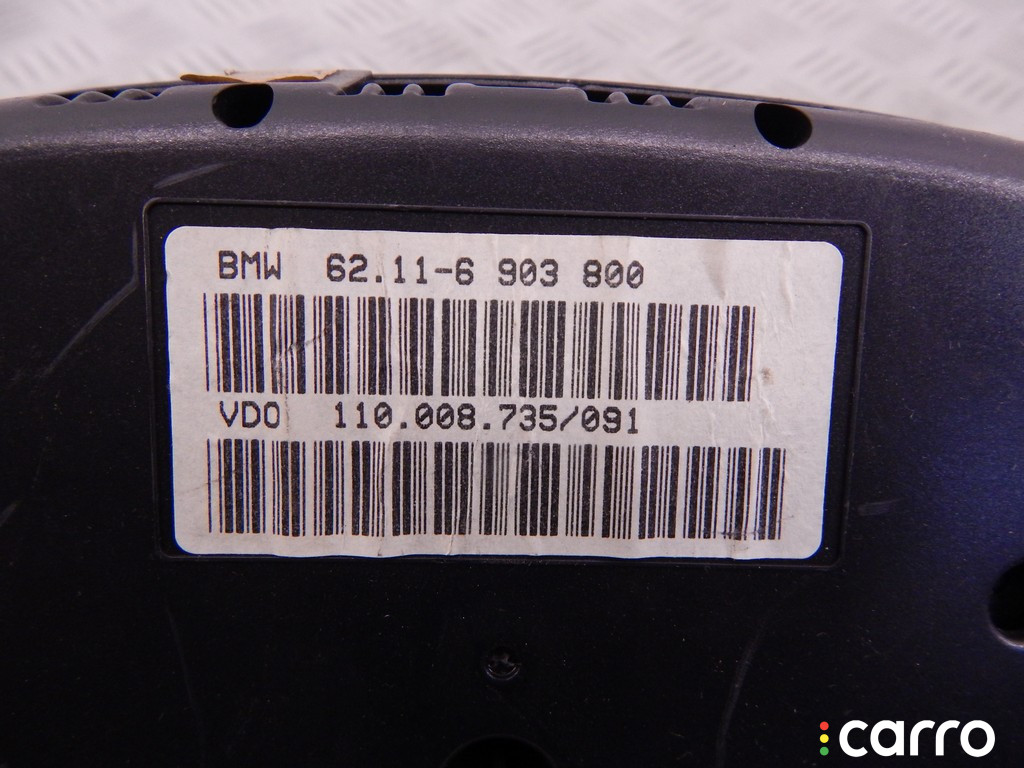 BMW 62.11-6 903 800
VDO 110.008.735/091
carro